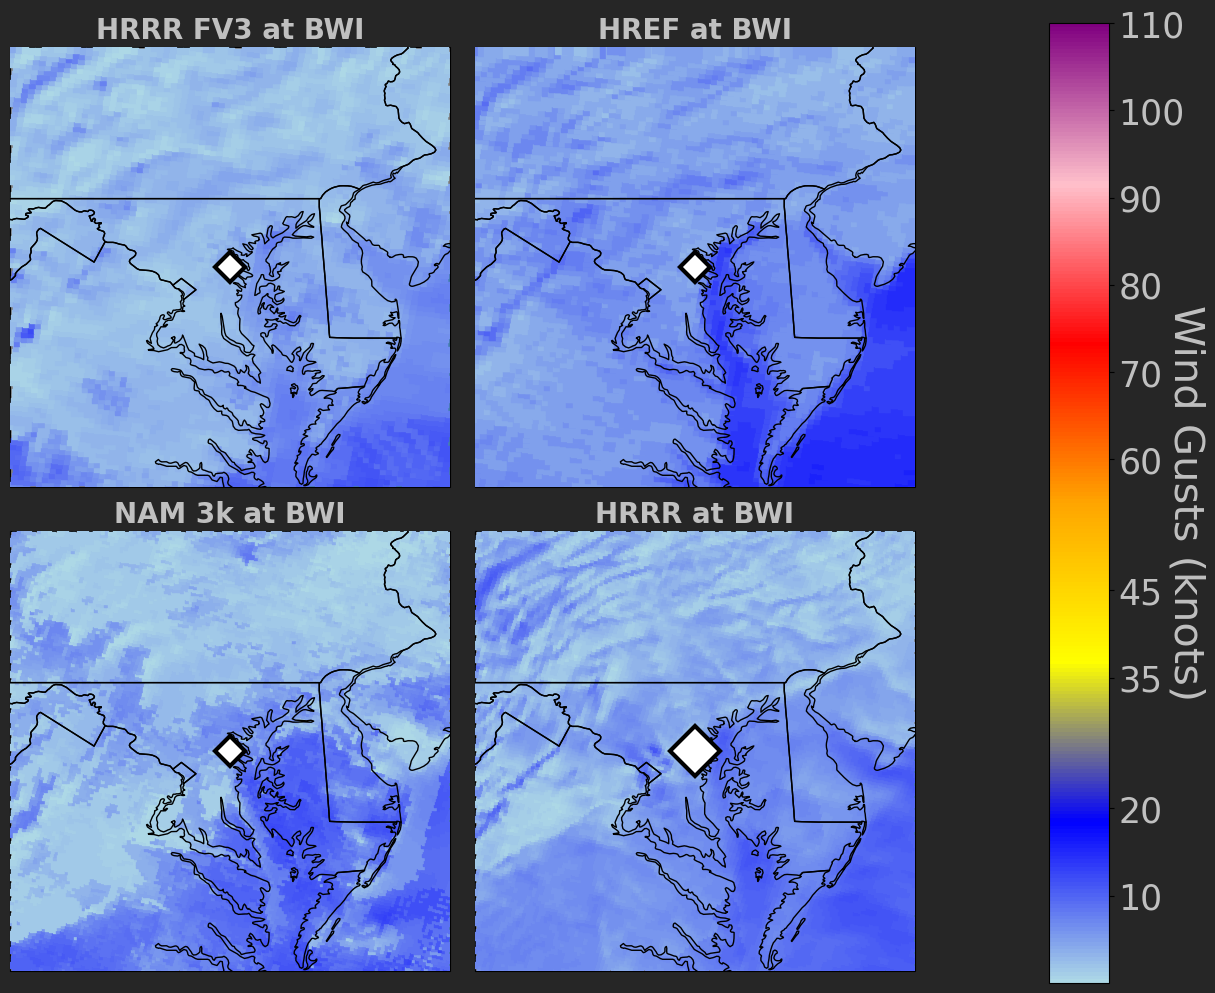 HRRR FV3 at BWI
HREF at BWI
NAM 3k at BWI
HRRR at BWI
110
100
90
80
70
60
45
35
20
10
Wind Gusts (knots)